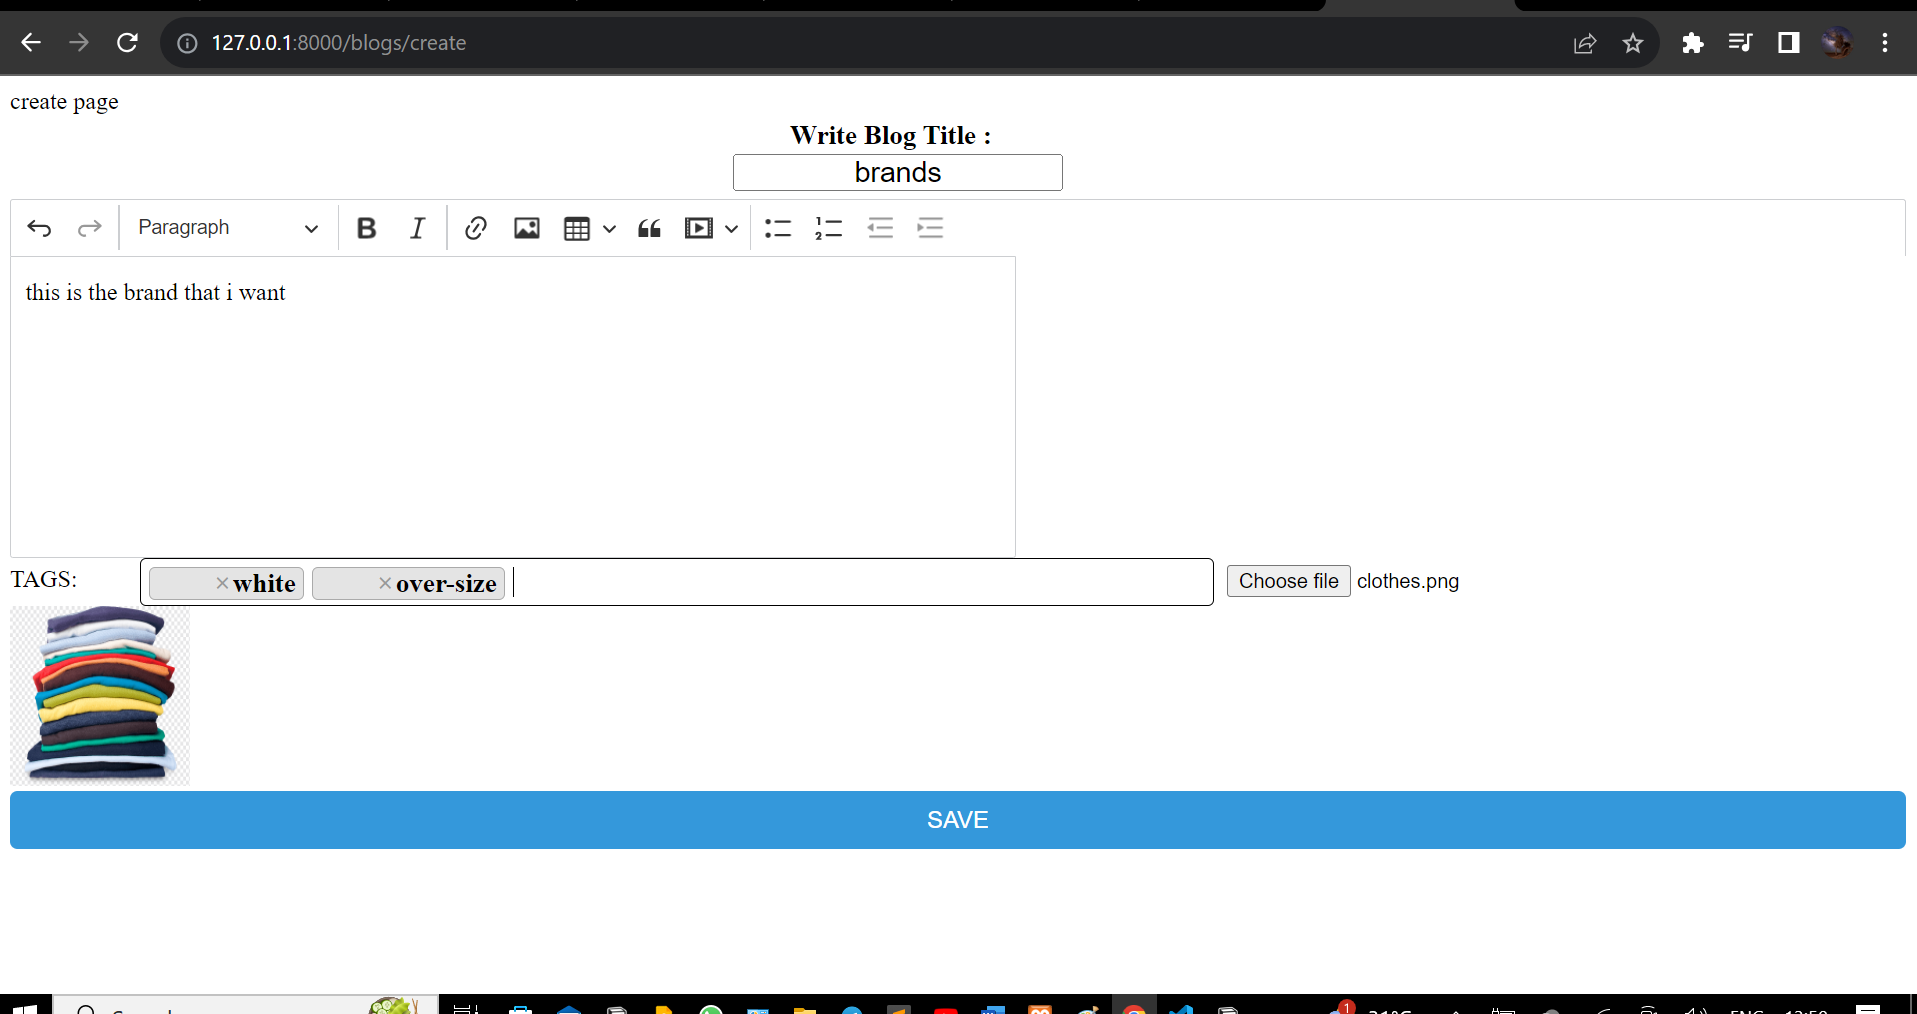 127.0.0.1:8000/blogs/create
create page
Write Blog Title :
brands
Paragraph
B I
this is the brand that i want
TAGS: ×white ×over-size Choose file clothes.png
SAVE
1